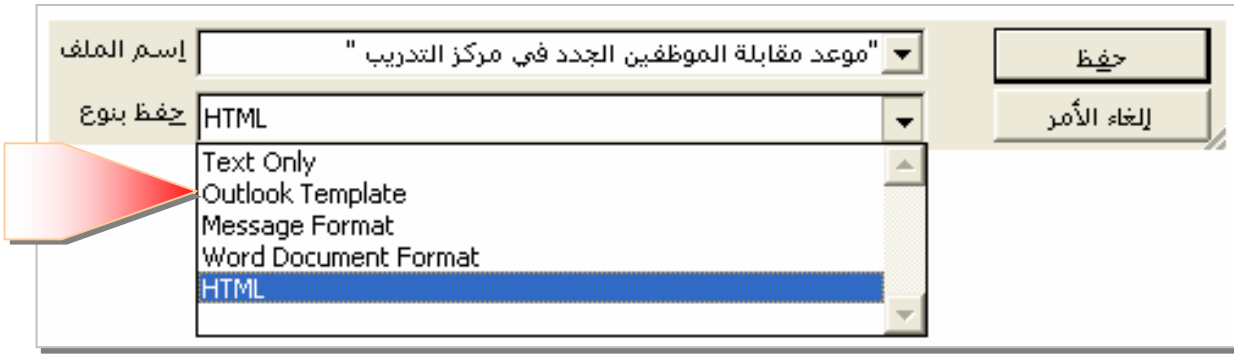 إسم الملف
"موعد مقابلة الموظفين الجدد في مركز التدريب "
حفظ
حفظ بنوع
HTML
إلغاء الأمر
Text Only
Outlook Template
Message Format
Word Document Format
HTML